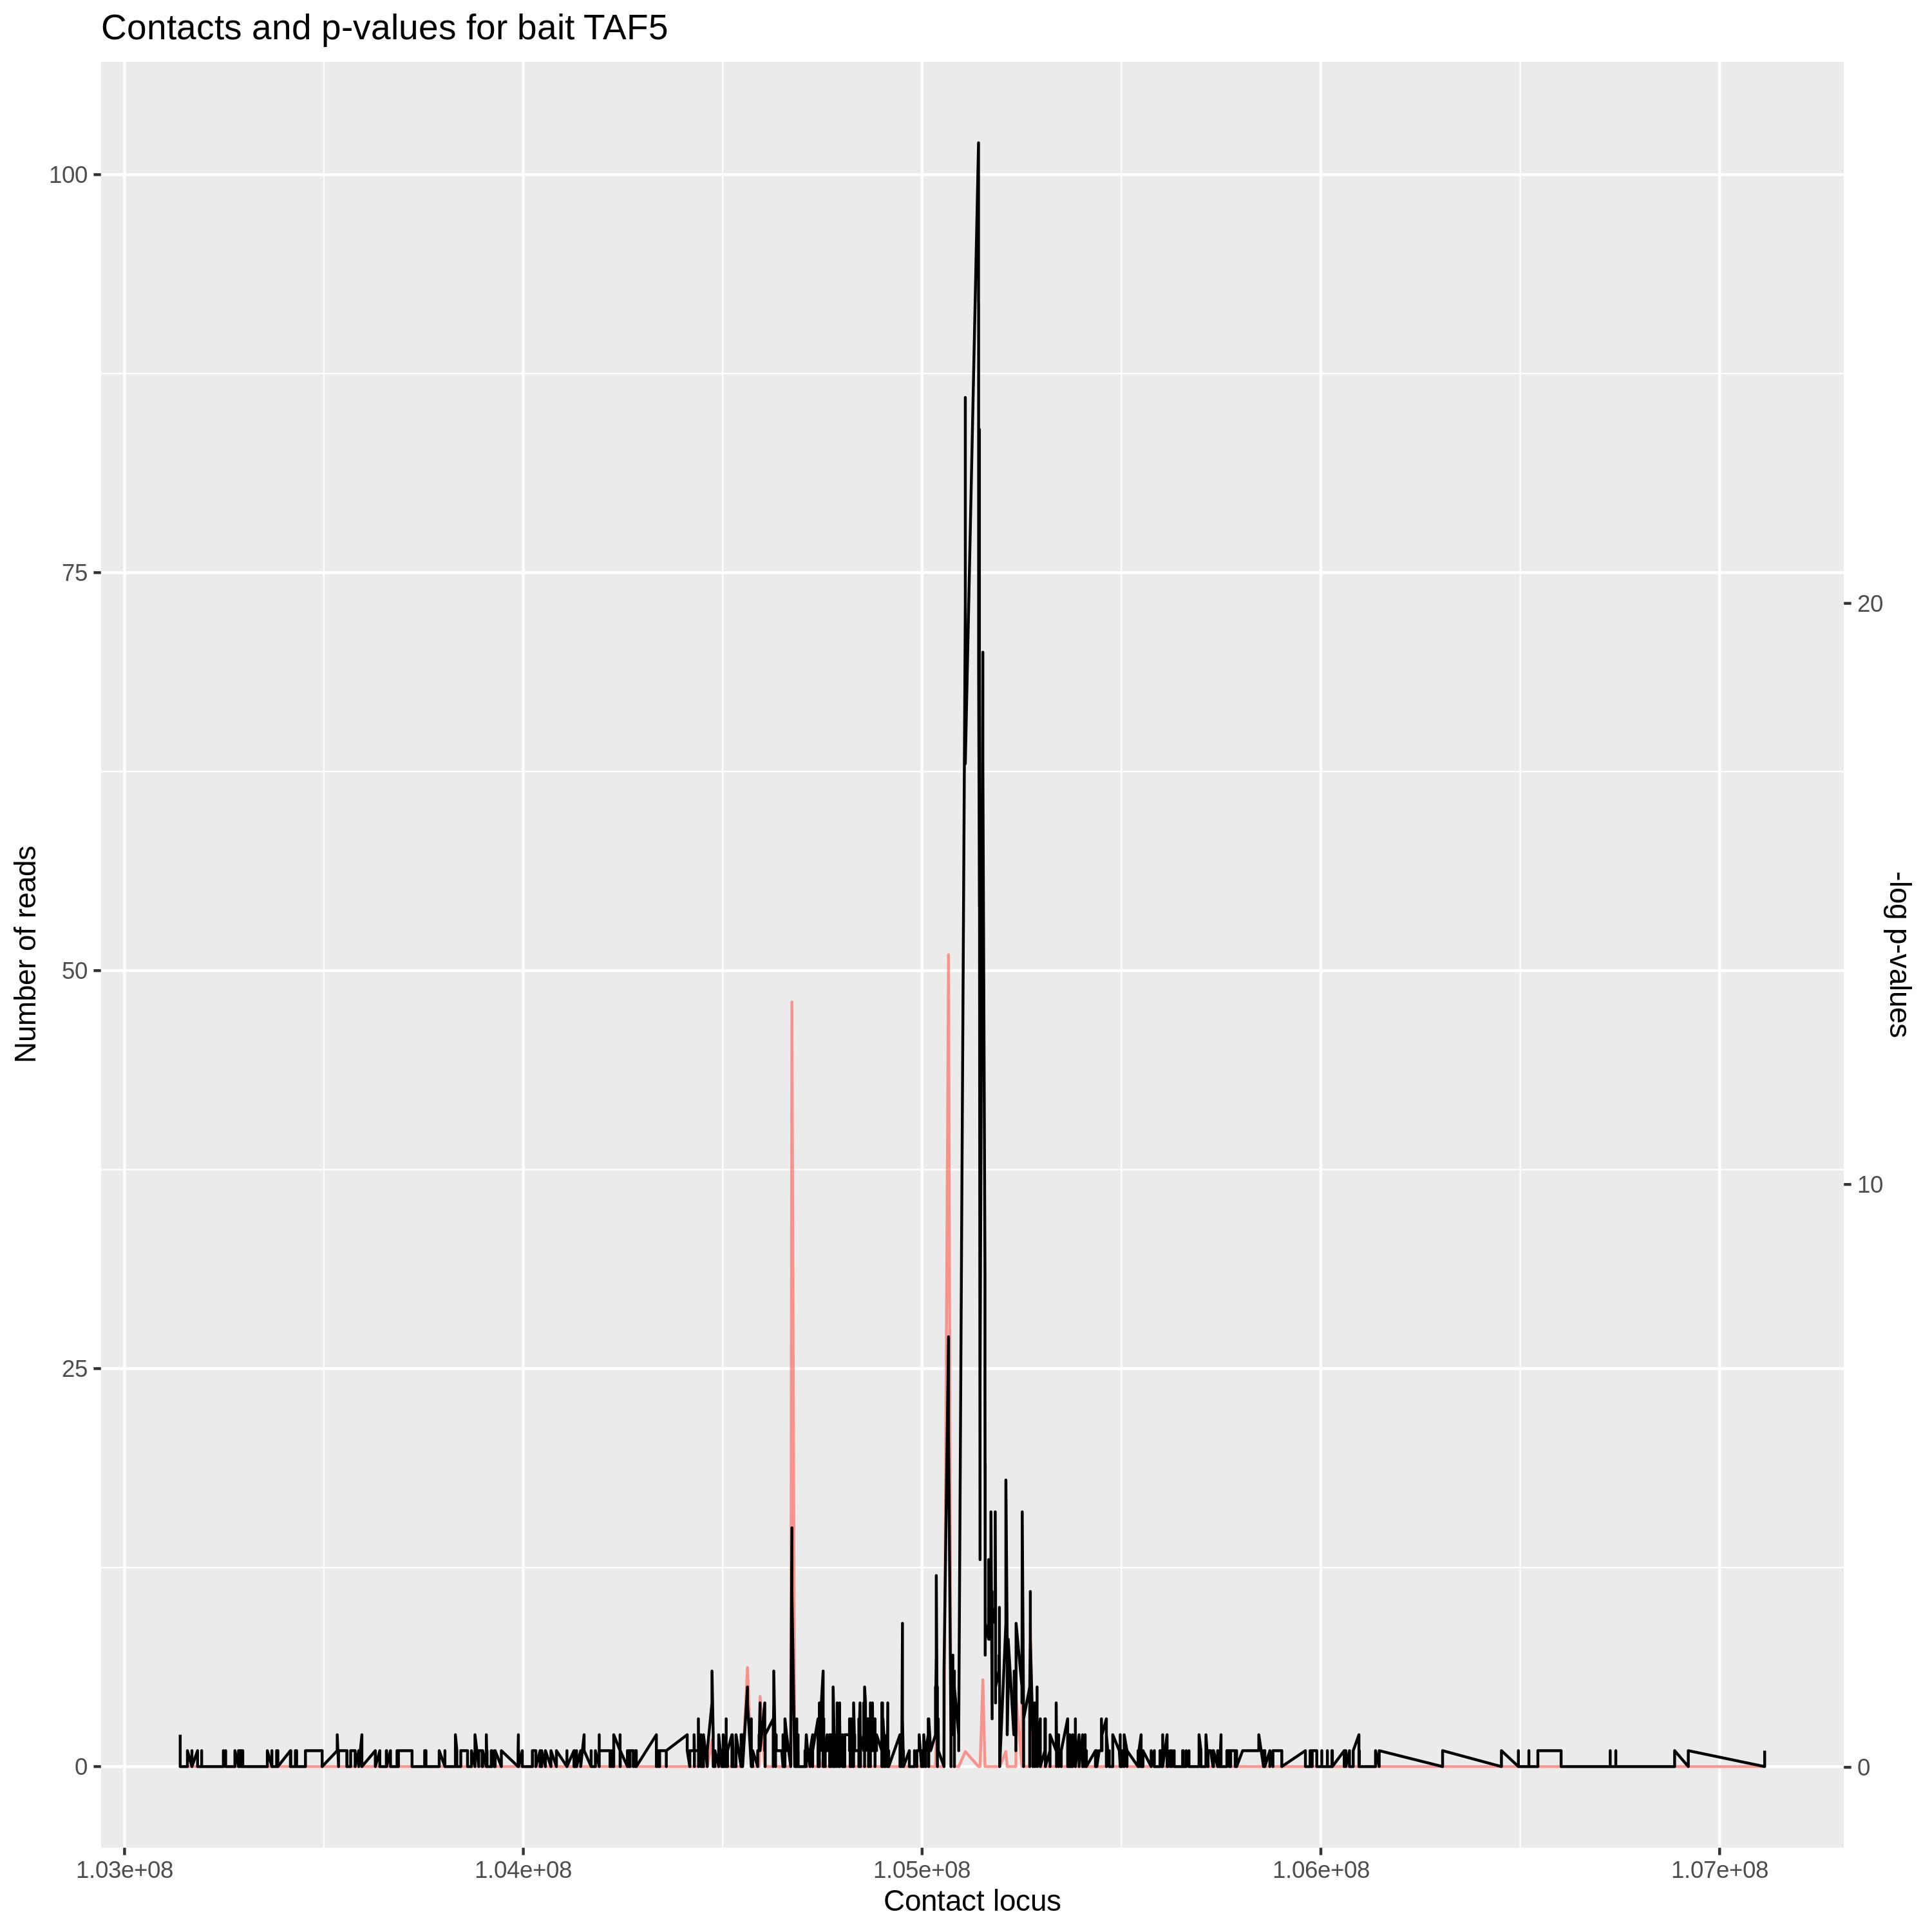 Contacts and p-values for bait TAF5
100
75
50
25
0
Number of reads
20
10
0
-log p-values
1.03e+08
1.04e+08
1.05e+08
1.06e+08
1.07e+08
Contact locus